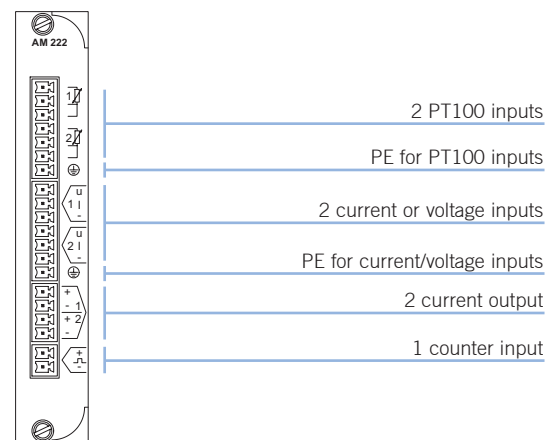 AM 222
1
2
2 PT100 inputs
PE for PT100 inputs
u
1 I
-
u
2 I
-
2 current or voltage inputs
PE for current/voltage inputs
+
- 1
+ 2
-
2 current output
+
-
1 counter input